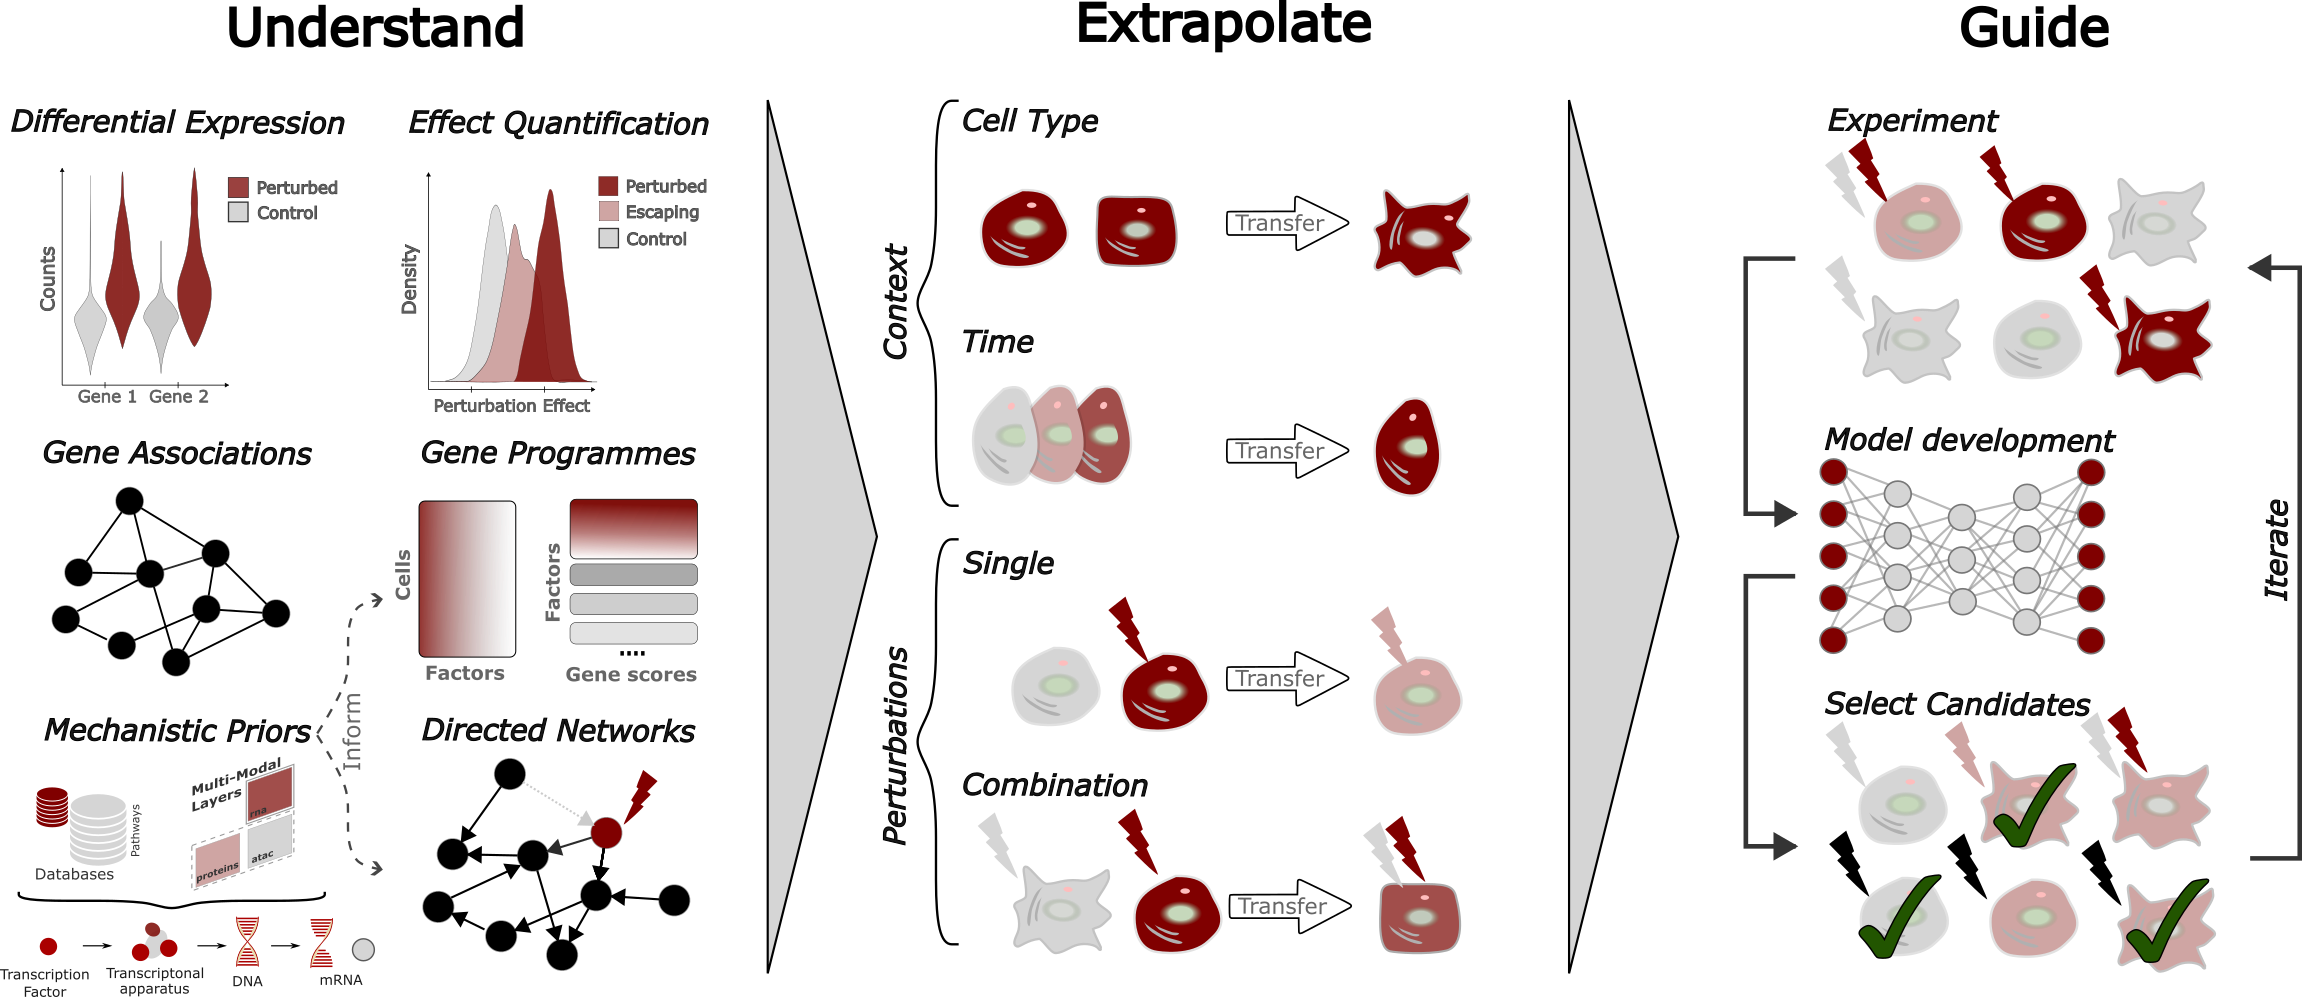 Understand
Differential Expression
Perturbed
Control
Counts
Gene 1 Gene 2
Effect Quantification
Perturbed
Escaping
Control
Density
Perturbation Effect
Gene Associations
Gene Programmes
Cells
Factors
Factors
....
Gene scores
Mechanistic Priors
Inform
Databases
Pathways
Multi-Modal
Layers
rna
proteins
atac
Transcription
Factor
Transcriptonal
apparatus
DNA
mRNA
Directed Networks
Extrapolate
Context
Cell Type
Transfer
Time
Transfer
Perturbations
Single
Transfer
Combination
Transfer
Guide
Experiment
Model development
Select Candidates
Iterate